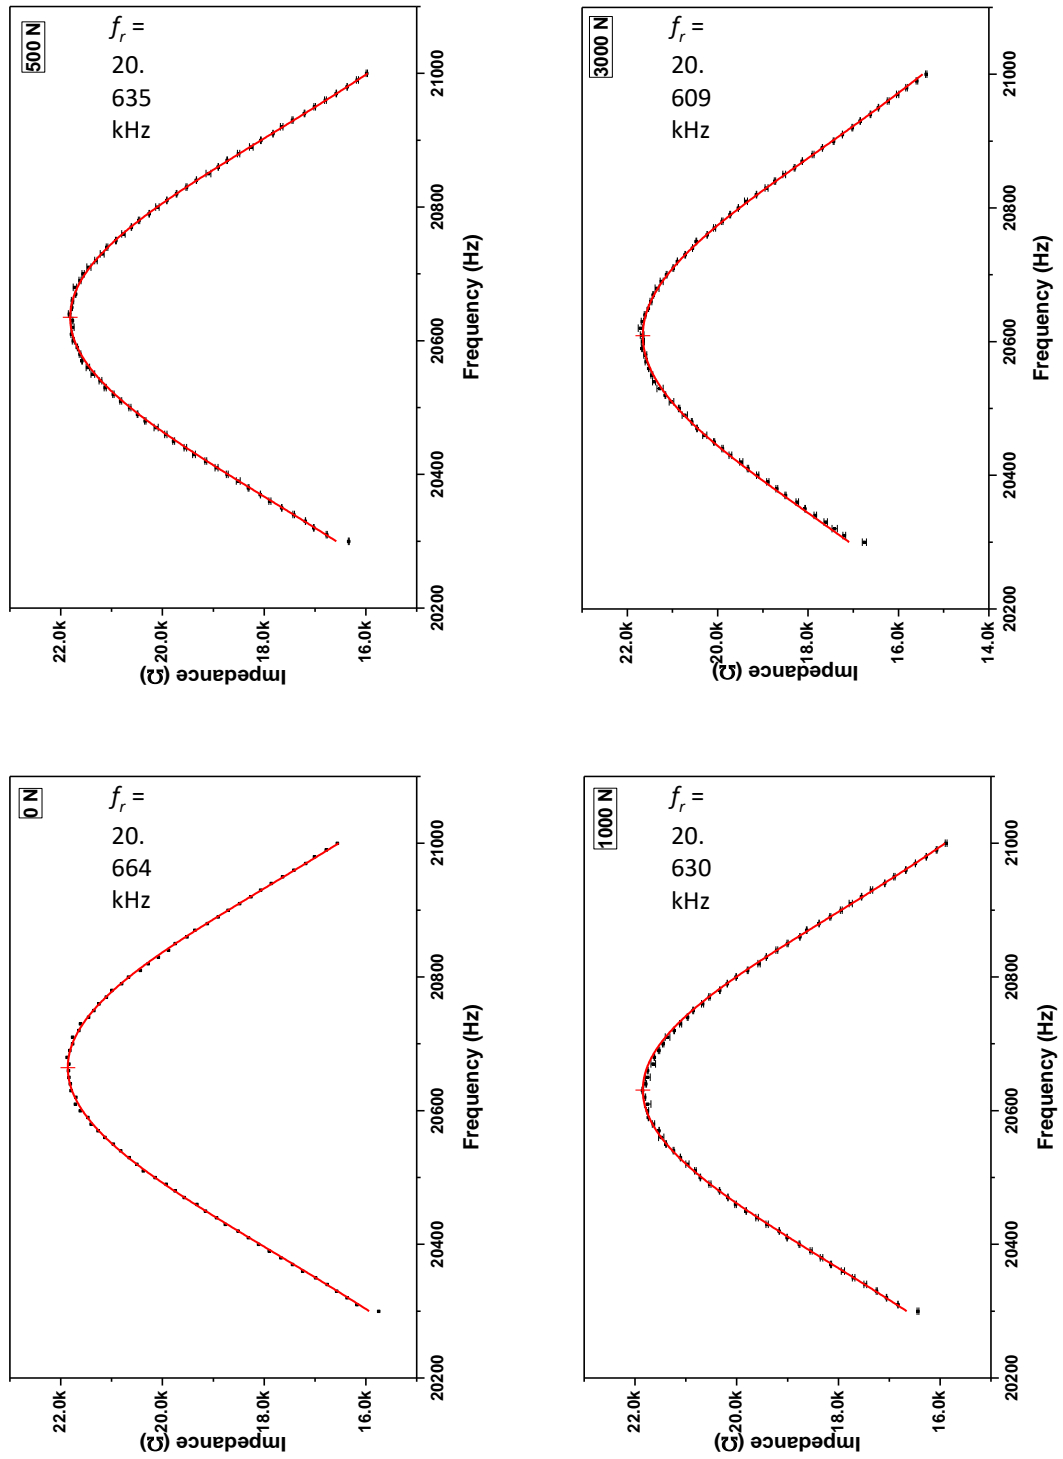 0 N
f_r =
20.
664
kHz
22.0k
20.0k
18.0k
16.0k
Impedance (Ω)
20200
20400
20600
20800
21000
Frequency (Hz)
500 N
f_r =
20.
635
kHz
22.0k
20.0k
18.0k
16.0k
Impedance (Ω)
20200
20400
20600
20800
21000
Frequency (Hz)
1000 N
f_r =
20.
630
kHz
22.0k
20.0k
18.0k
16.0k
Impedance (Ω)
20200
20400
20600
20800
21000
Frequency (Hz)
3000 N
f_r =
20.
609
kHz
22.0k
20.0k
18.0k
16.0k
14.0k
Impedance (Ω)
20200
20400
20600
20800
21000
Frequency (Hz)